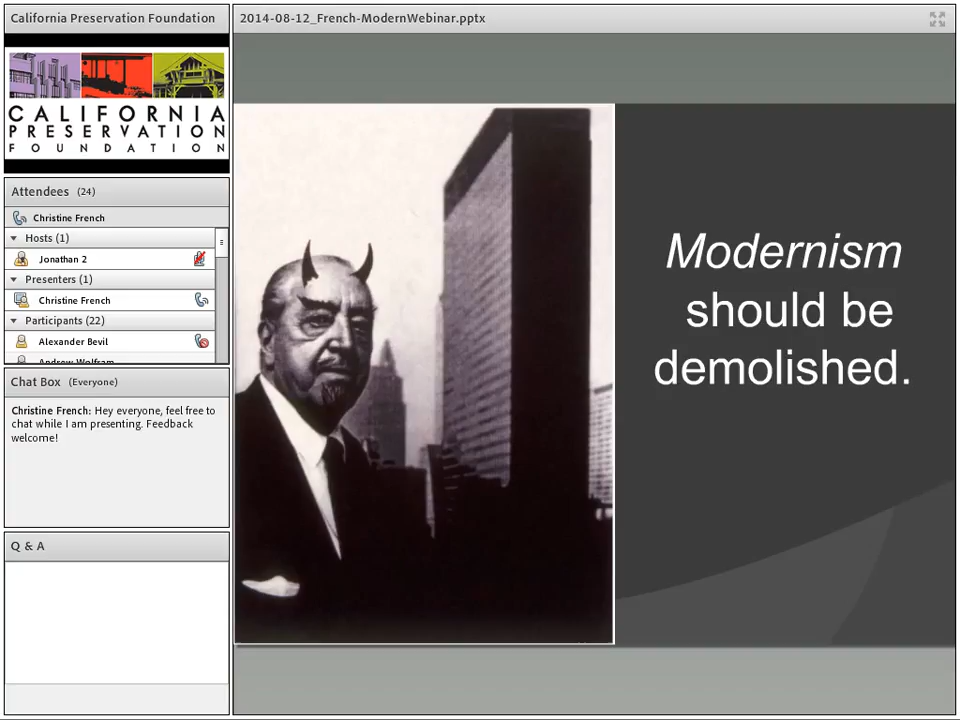 California Preservation Foundation
CALIFORNIA
PRESERVATION
FOUNDATION
Attendees (24)
Christine French
Hosts (1)
Jonathan 2
Presenters (1)
Christine French
Participants (22)
Alexander Bevil
Andrew Wolfram
Chat Box (Everyone)
Christine French: Hey everyone, feel free to
chat while I am presenting. Feedback
welcome!
Q & A
2014-08-12_French-ModernWebinar.pptx
Modernism
should be
demolished.